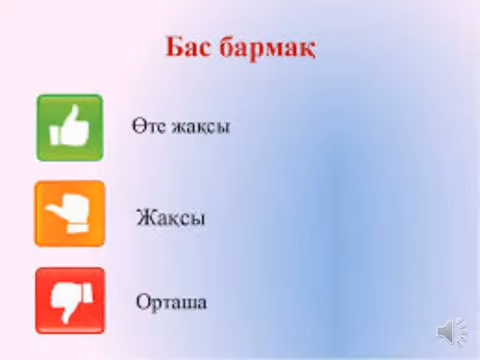 Бас бармақ
Өте жақсы
Жақсы
Орташа